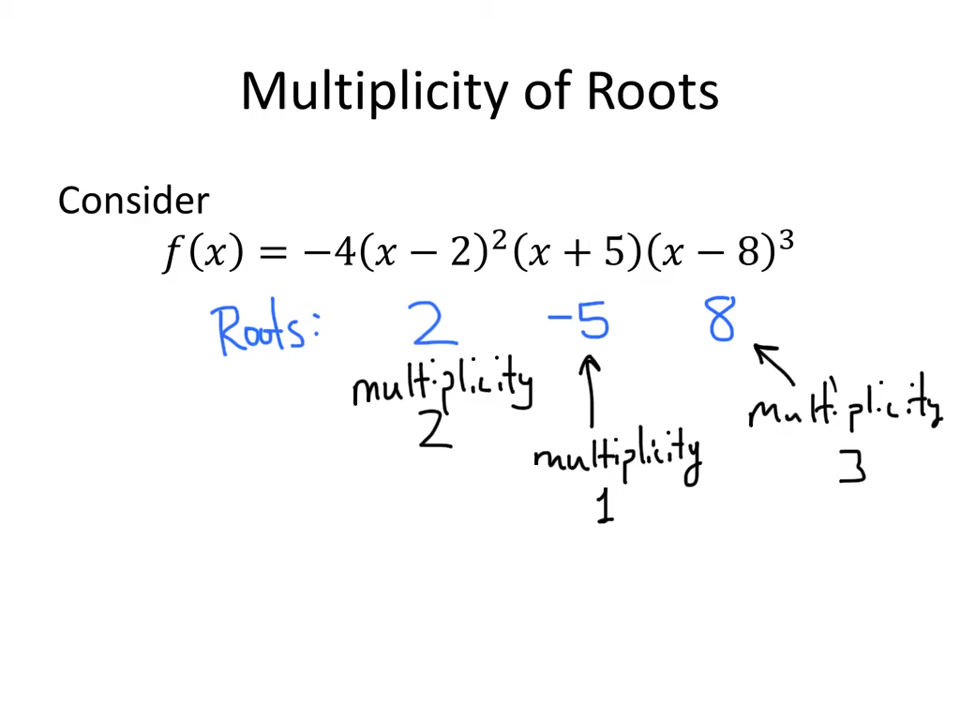 Multiplicity of Roots
Consider
f(x) = −4(x − 2)²(x + 5)(x − 8)³
Roots: 2 -5 8
multiplicity
2
multiplicity
1
multiplicity
3